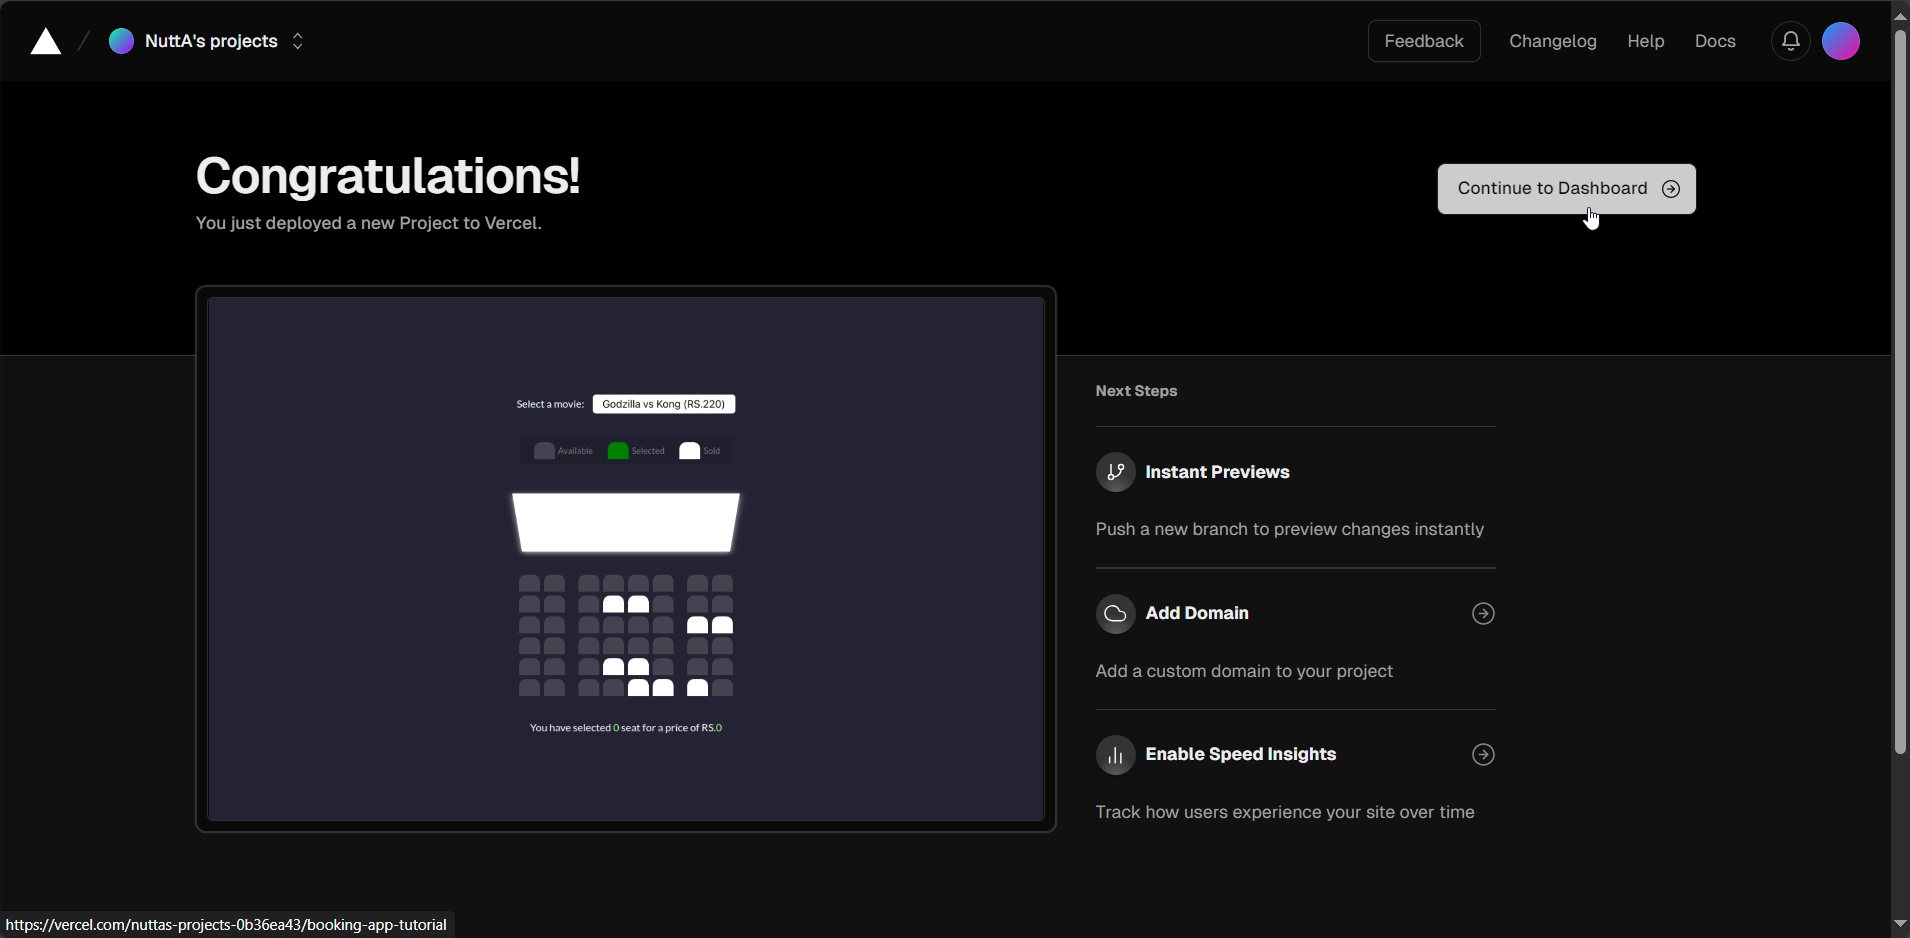 NuttA's projects
Feedback
Changelog
Help
Docs
Congratulations!
You just deployed a new Project to Vercel.
Continue to Dashboard
Select a movie:
Godzilla vs Kong (RS.220)
Available
Selected
Sold
You have selected 0 seat for a price of RS.0
Next Steps
Instant Previews
Push a new branch to preview changes instantly
Add Domain
Add a custom domain to your project
Enable Speed Insights
Track how users experience your site over time
https://vercel.com/nuttas-projects-0b36ea43/booking-app-tutorial